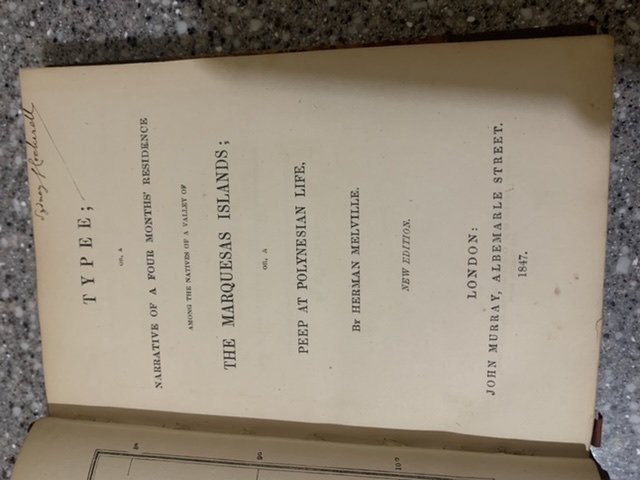 TYPEE;
OR, A
NARRATIVE OF A FOUR MONTHS' RESIDENCE
AMONG THE NATIVES OF A VALLEY OF
THE MARQUESAS ISLANDS;
OR, A
PEEP AT POLYNESIAN LIFE.
BY HERMAN MELVILLE.
NEW EDITION.
LONDON:
JOHN MURRAY, ALBEMARLE STREET.
1847.